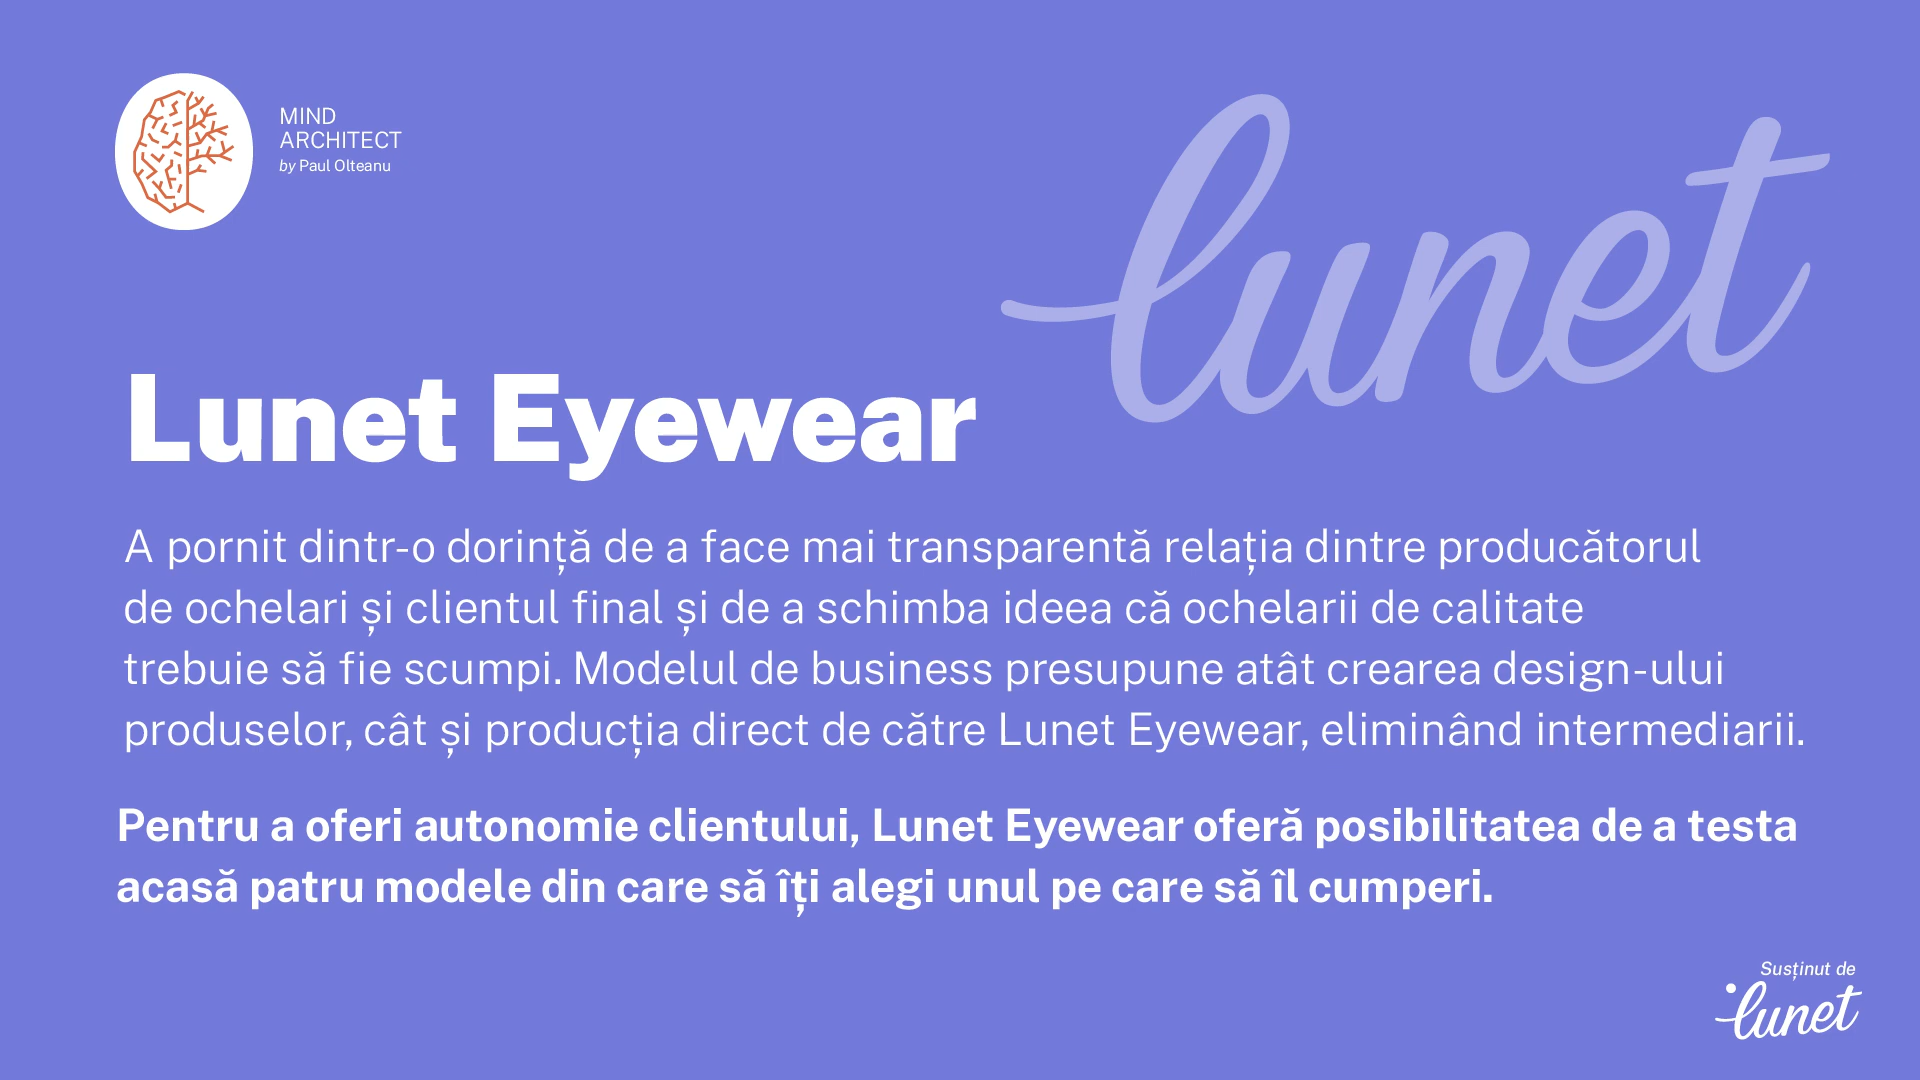 MIND
ARCHITECT
by Paul Olteanu
lunet
Lunet Eyewear
A pornit dintr-o dorință de a face mai transparentă relația dintre producătorul
de ochelari și clientul final și de a schimba ideea că ochelarii de calitate
trebuie să fie scumpi. Modelul de business presupune atât crearea design-ului
produselor, cât și producția direct de către Lunet Eyewear, eliminând intermediarii.
Pentru a oferi autonomie clientului, Lunet Eyewear oferă posibilitatea de a testa
acasă patru modele din care să îți alegi unul pe care să îl cumperi.
Susținut de
lunet